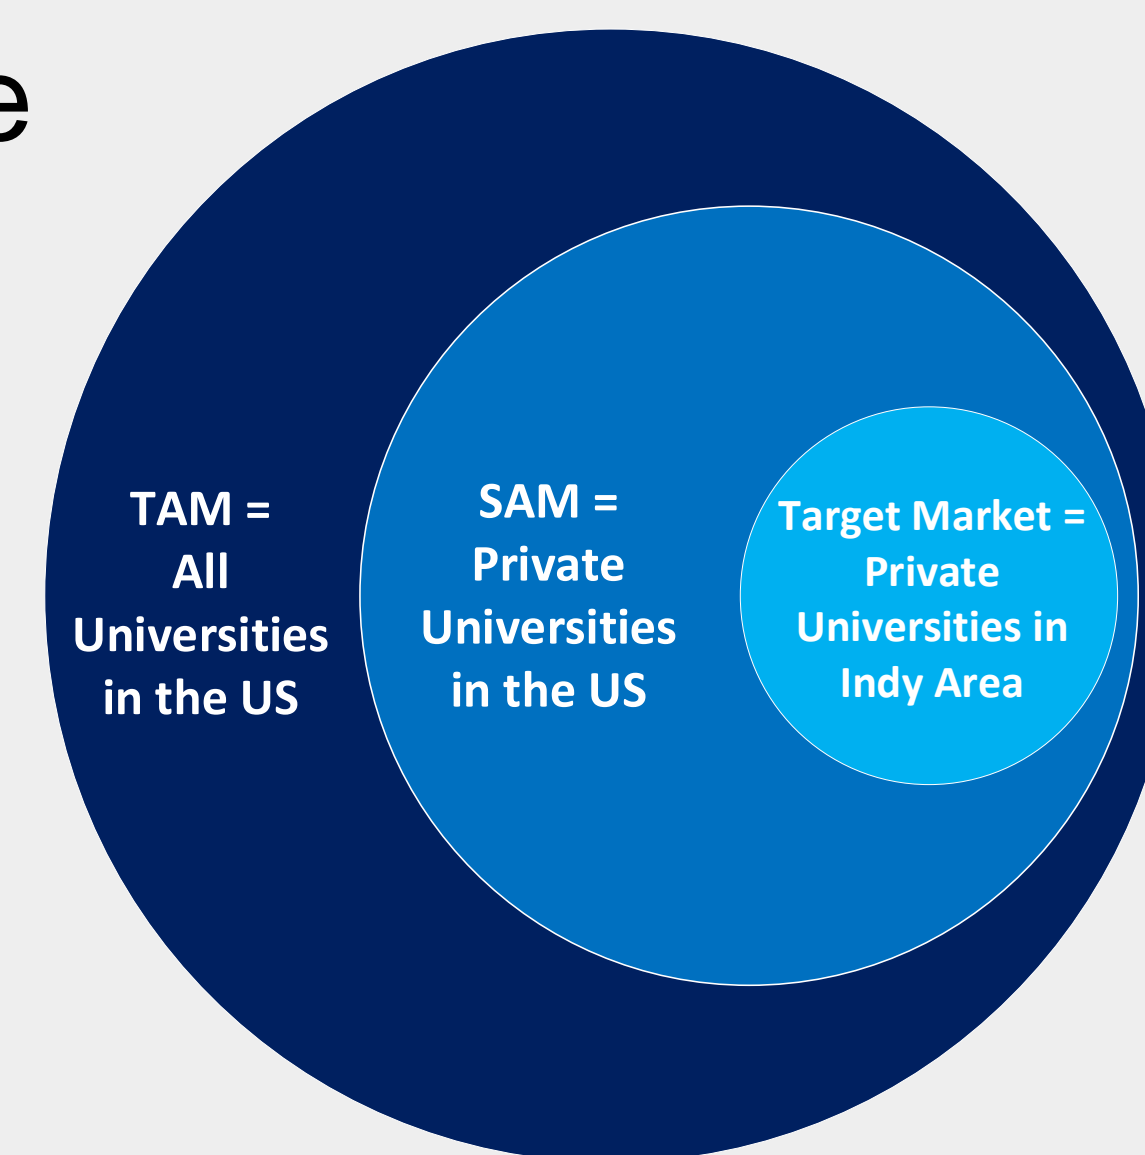 e
TAM =
All
Universities
in the US
SAM =
Private
Universities
in the US
Target Market =
Private
Universities in
Indy Area